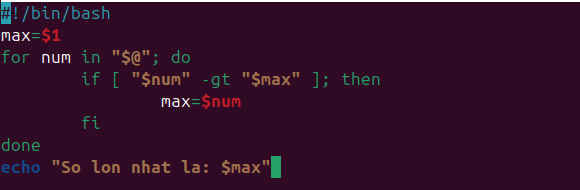 #!/bin/bash
max=$1
for num in "$@"; do
        if [ "$num" -gt "$max" ]; then
                max=$num
        fi
done
echo "So lon nhat la: $max"